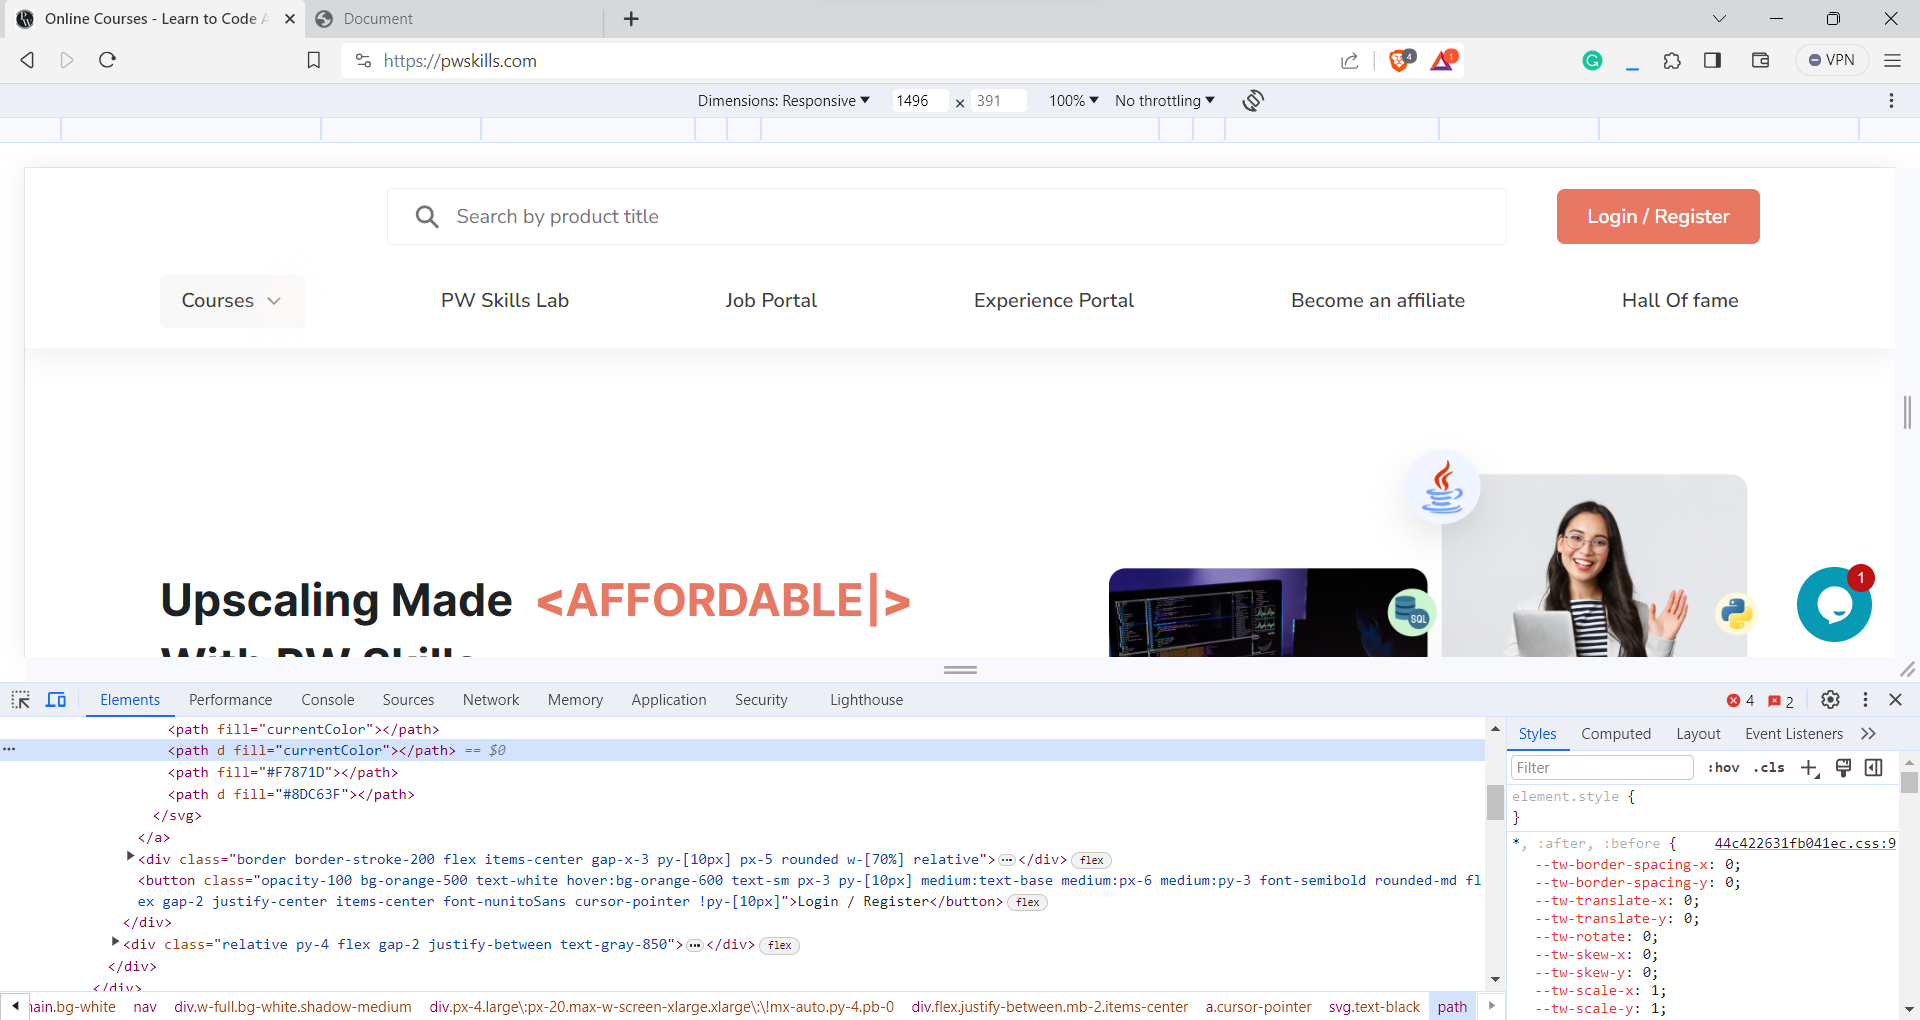 Online Courses - Learn to Code A
Document
https://pwskills.com
4
1
VPN
Dimensions: Responsive
1496 × 391
100%
No throttling
Search by product title
Login / Register
Courses
PW Skills Lab
Job Portal
Experience Portal
Become an affiliate
Hall Of fame
Upscaling Made <AFFORDABLE|>
With PW Skills
SQL
1
Elements
Performance
Console
Sources
Network
Memory
Application
Security
Lighthouse
4
2
<path fill="currentColor"></path>
<path d fill="currentColor"></path> == $0
<path fill="#F7871D"></path>
<path d fill="#8DC63F"></path>
</svg>
</a>
<div class="border border-stroke-200 flex items-center gap-x-3 py-[10px] px-5 rounded w-[70%] relative">…</div> flex
<button class="opacity-100 bg-orange-500 text-white hover:bg-orange-600 text-sm px-3 py-[10px] medium:text-base medium:px-6 medium:py-3 font-semibold rounded-md fl
ex gap-2 justify-center items-center font-nunitoSans cursor-pointer !py-[10px]">Login / Register</button> flex
</div>
<div class="relative py-4 flex gap-2 justify-between text-gray-850">…</div> flex
</div>
</div>
ain.bg-white
nav
div.w-full.bg-white.shadow-medium
div.px-4.large\:px-20.max-w-screen-xlarge.xlarge\:\!mx-auto.py-4.pb-0
div.flex.justify-between.mb-2.items-center
a.cursor-pointer
svg.text-black
path
Styles
Computed
Layout
Event Listeners
Filter
:hov
.cls
element.style {
}
*, :after, :before {
44c422631fb041ec.css:9
--tw-border-spacing-x: 0;
--tw-border-spacing-y: 0;
--tw-translate-x: 0;
--tw-translate-y: 0;
--tw-rotate: 0;
--tw-skew-x: 0;
--tw-skew-y: 0;
--tw-scale-x: 1;
--tw-scale-y: 1;